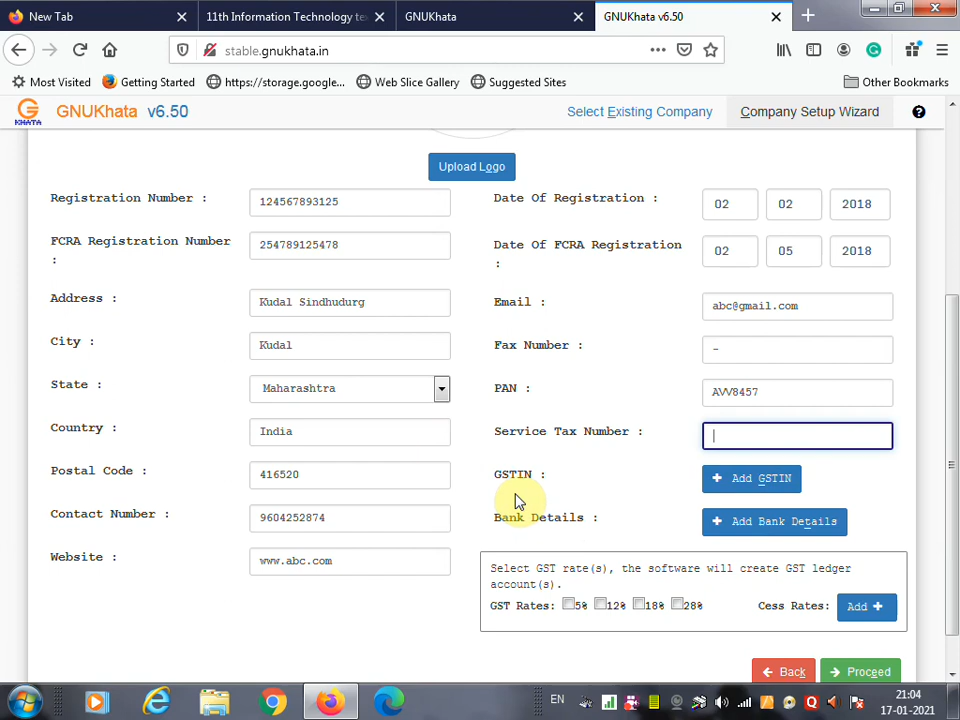 New Tab
11th Information Technology te
GNUKhata
GNUKhata v6.50
stable.gnukhata.in
Most Visited
Getting Started
https://storage.google...
Web Slice Gallery
Suggested Sites
Other Bookmarks
KHATA
GNUKhata v6.50
Select Existing Company
Company Setup Wizard
Upload Logo
Registration Number : 124567893125
Date Of Registration : 02 02 2018
FCRA Registration Number : 254789125478
Date Of FCRA Registration : 02 05 2018
Address : Kudal Sindhudurg
Email : abc@gmail.com
City : Kudal
Fax Number : -
State : Maharashtra
PAN : AVV8457
Country : India
Service Tax Number :
Postal Code : 416520
GSTIN : + Add GSTIN
Contact Number : 9604252874
Bank Details : + Add Bank Details
Website : www.abc.com
Select GST rate(s), the software will create GST ledger
account(s).
GST Rates: 5% 12% 18% 28% Cess Rates: Add +
Back
Proceed
EN
21:04
17-01-2021